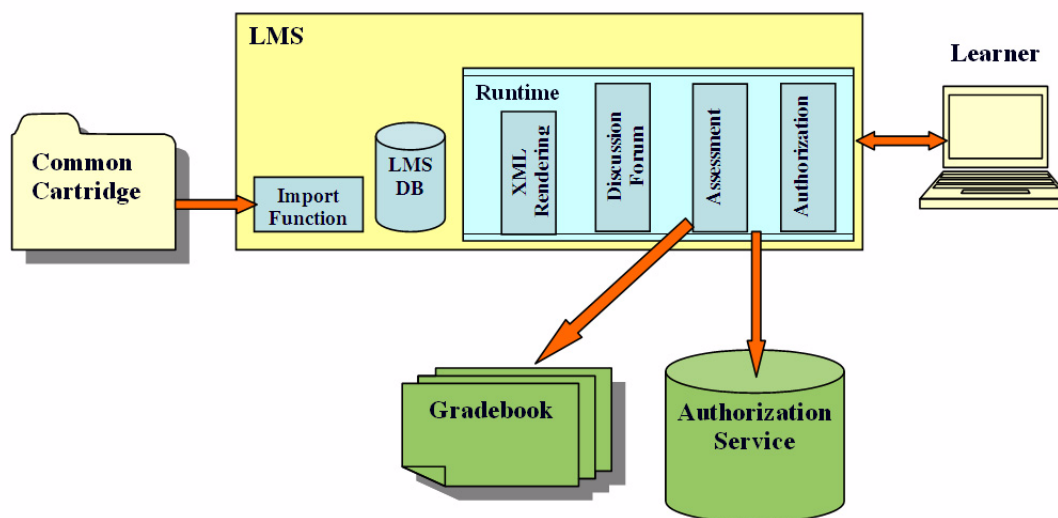 LMS
Learner
Runtime
Common
Cartridge
Import
Function
LMS
DB
XML
Rendering
Discussion
Forum
Assessment
Authorization
Gradebook
Authorization
Service